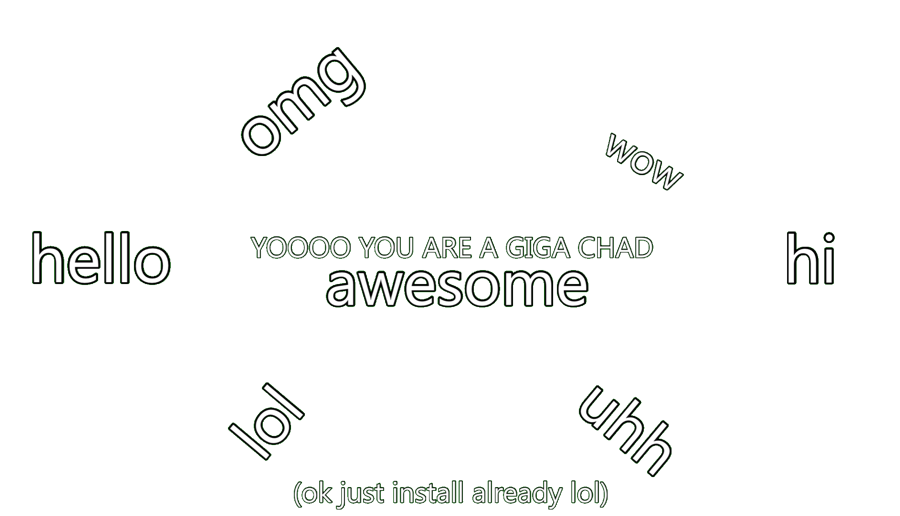 omg
wow
hello
YOOOO YOU ARE A GIGA CHAD
hi
awesome
lol
uhh
(ok just install already lol)